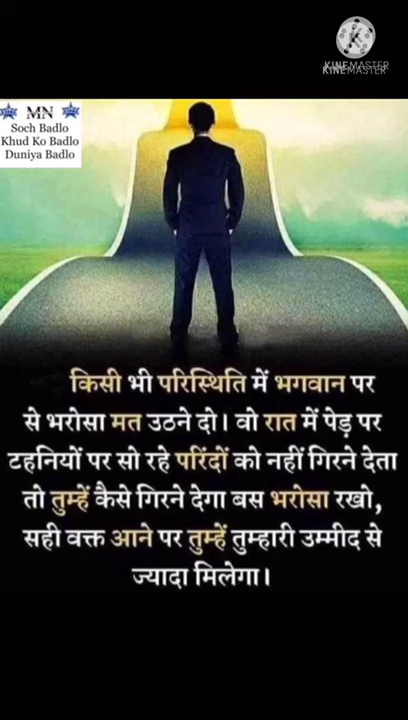 KINEMASTER
MN
Soch Badlo
Khud Ko Badlo
Duniya Badlo
किसी भी परिस्थिति में भगवान पर
से भरोसा मत उठने दो। वो रात में पेड़ पर
टहनियों पर सो रहे परिंदों को नहीं गिरने देता
तो तुम्हें कैसे गिरने देगा बस भरोसा रखो,
सही वक्त आने पर तुम्हें तुम्हारी उम्मीद से
ज्यादा मिलेगा।